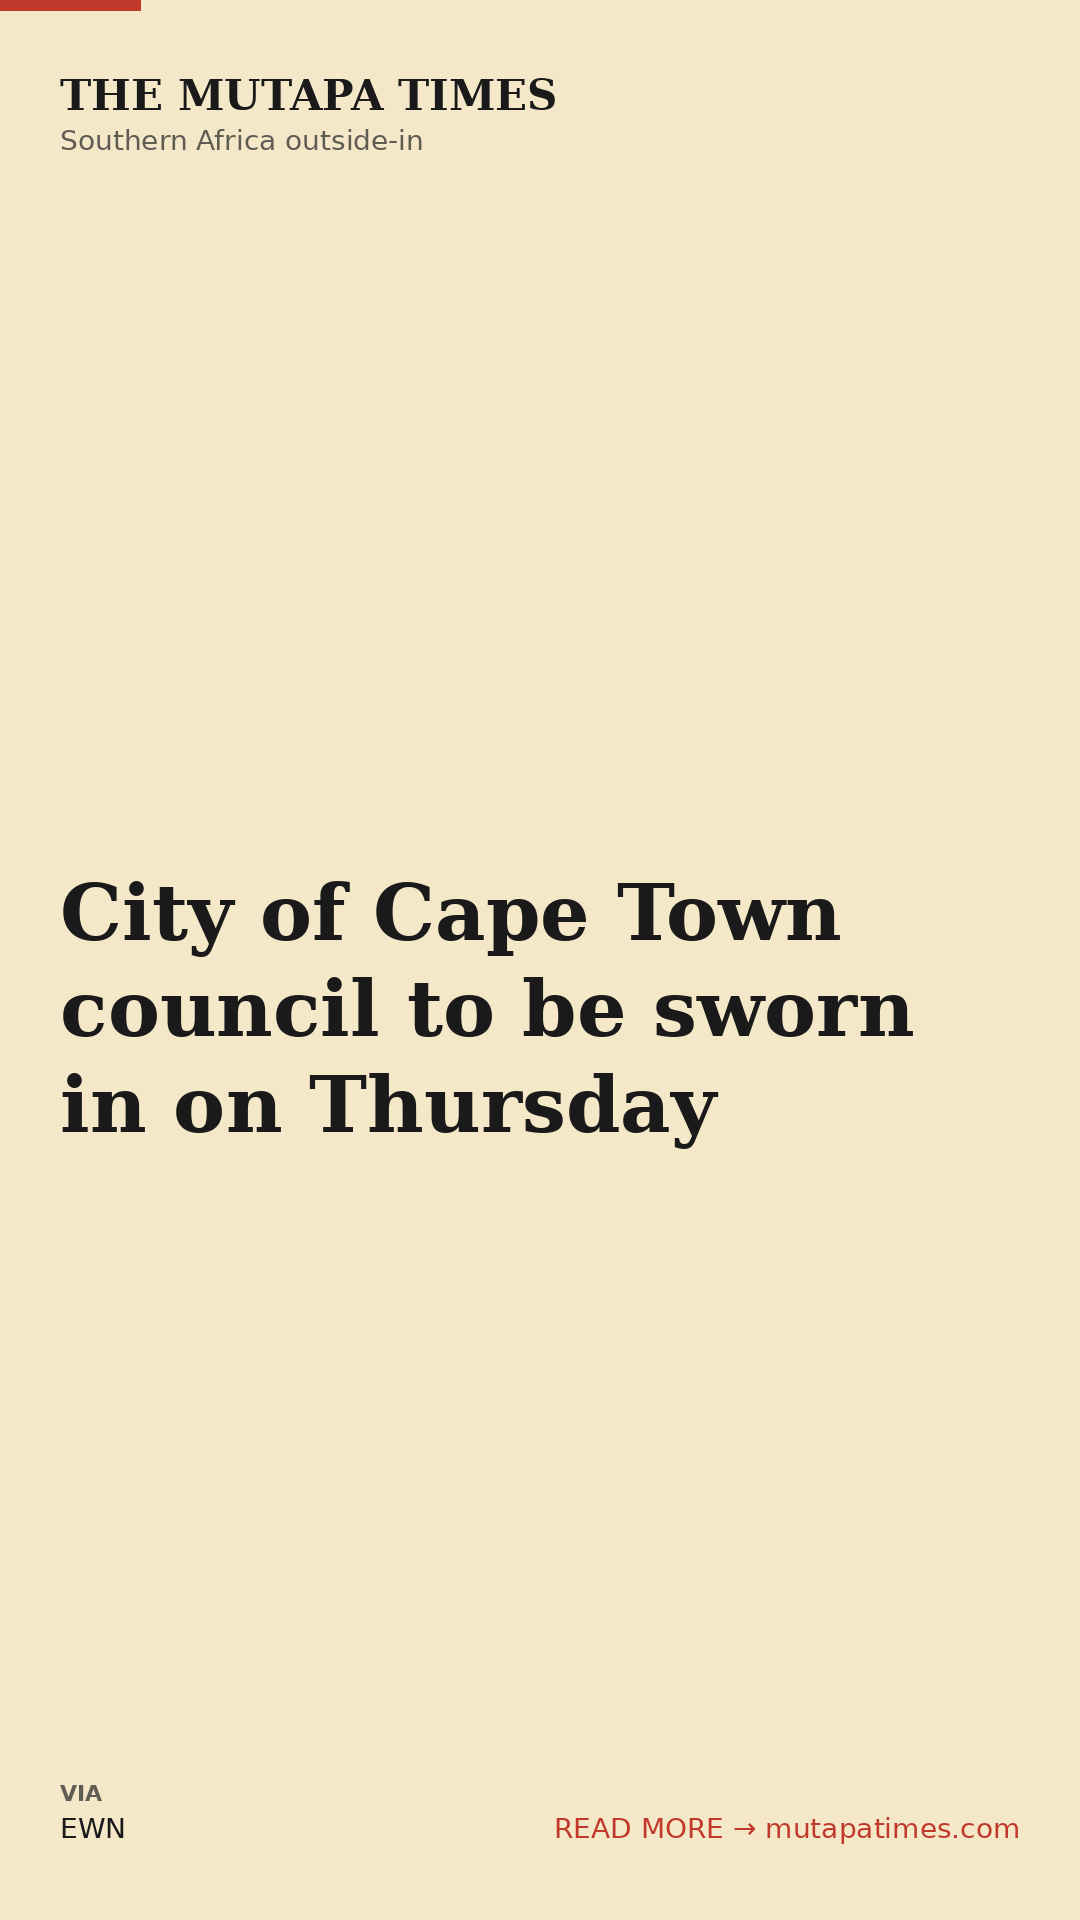 THE MUTAPA TIMES
Southern Africa outside-in
City of Cape Town
council to be sworn
in on Thursday
VIA
EWN
READ MORE → mutapatimes.com